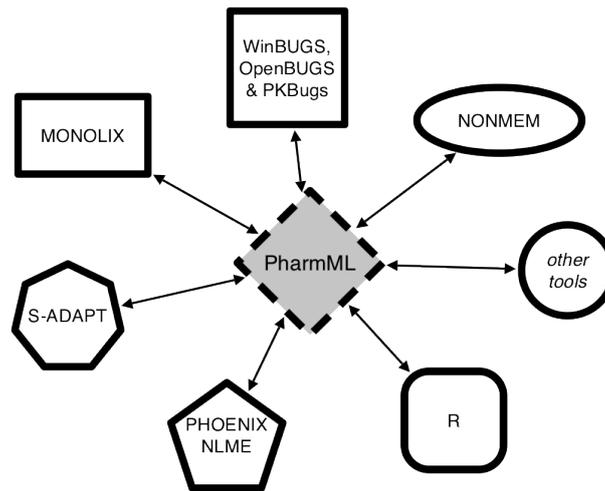 WinBUGS,
OpenBUGS
& PKBugs
MONOLIX
NONMEM
PharmML
other
tools
S-ADAPT
PHOENIX
NLME
R